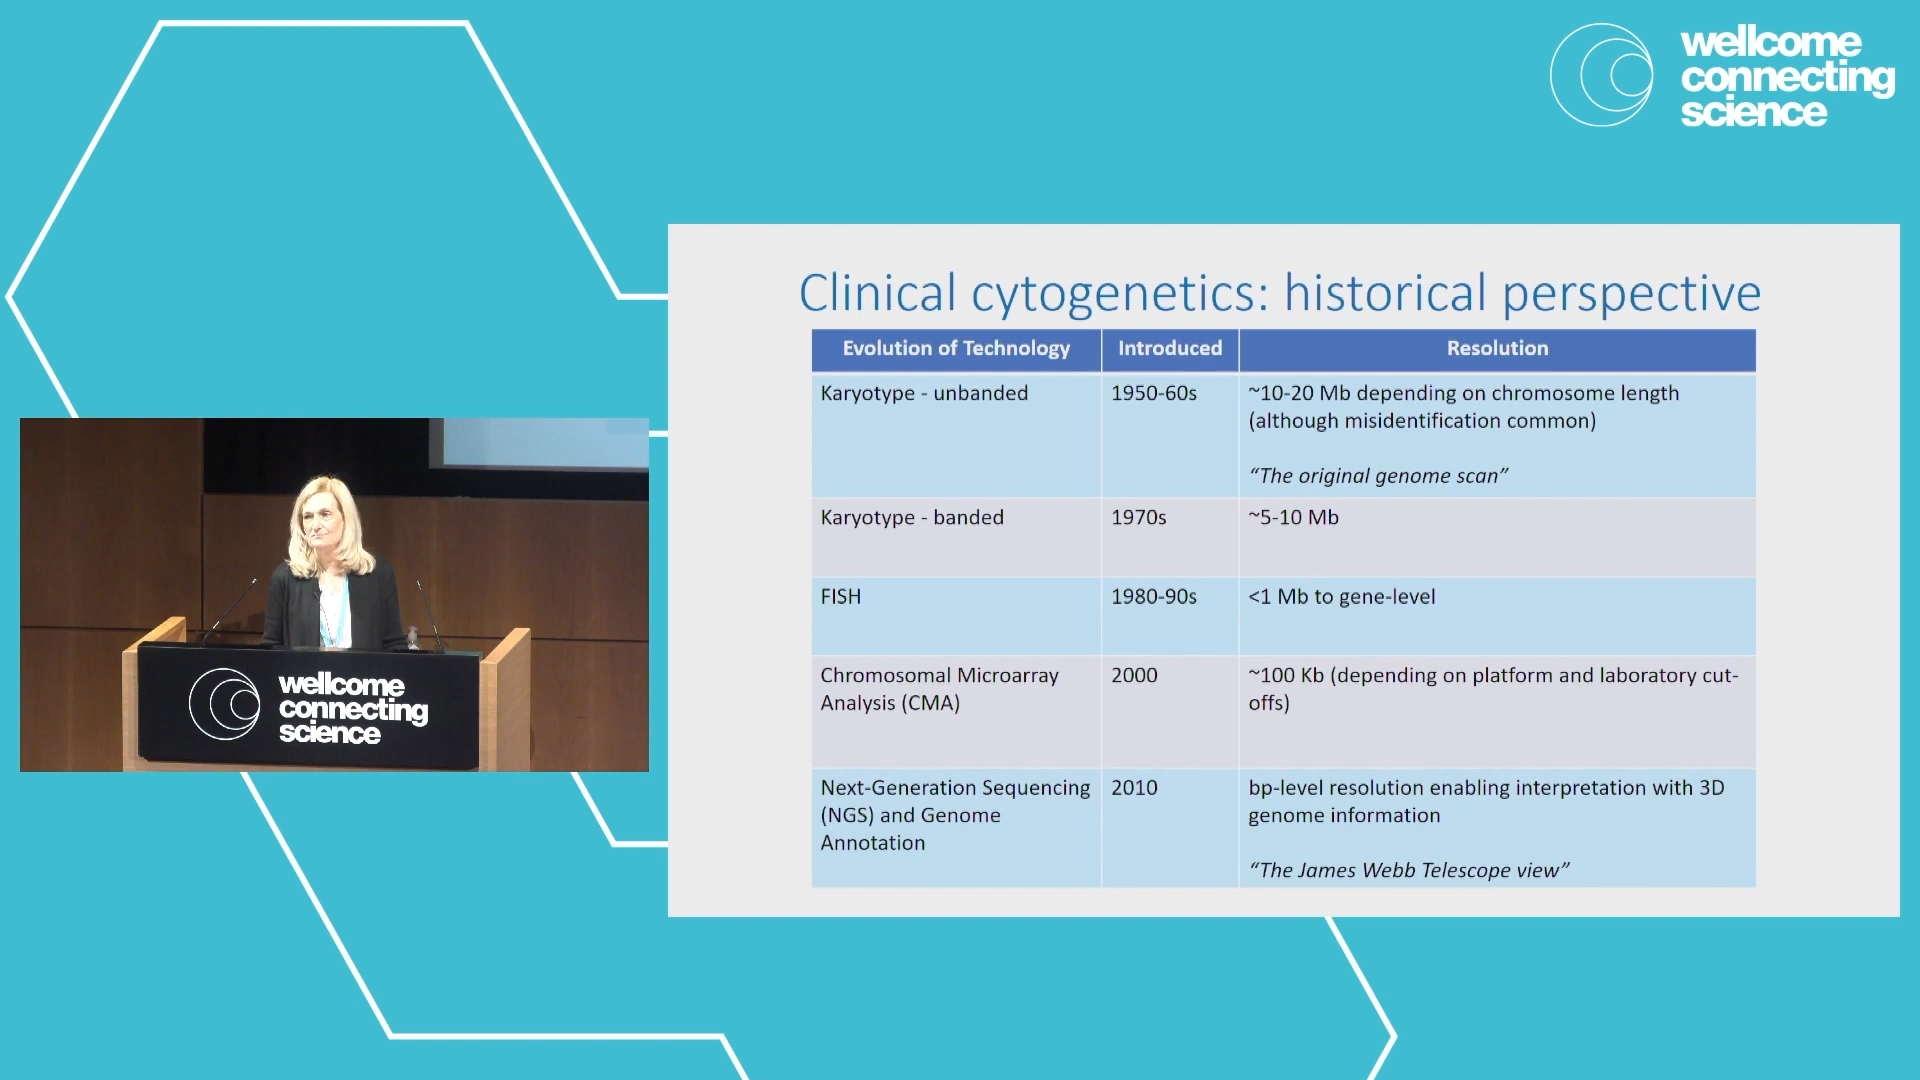 wellcome
connecting
science
Clinical cytogenetics: historical perspective
Evolution of Technology Introduced Resolution
Karyotype - unbanded 1950-60s ~10-20 Mb depending on chromosome length
(although misidentification common)
“The original genome scan”
Karyotype - banded 1970s ~5-10 Mb
FISH 1980-90s <1 Mb to gene-level
Chromosomal Microarray 2000 ~100 Kb (depending on platform and laboratory cut-
Analysis (CMA) offs)
Next-Generation Sequencing 2010 bp-level resolution enabling interpretation with 3D
(NGS) and Genome genome information
Annotation
“The James Webb Telescope view”
wellcome
connecting
science